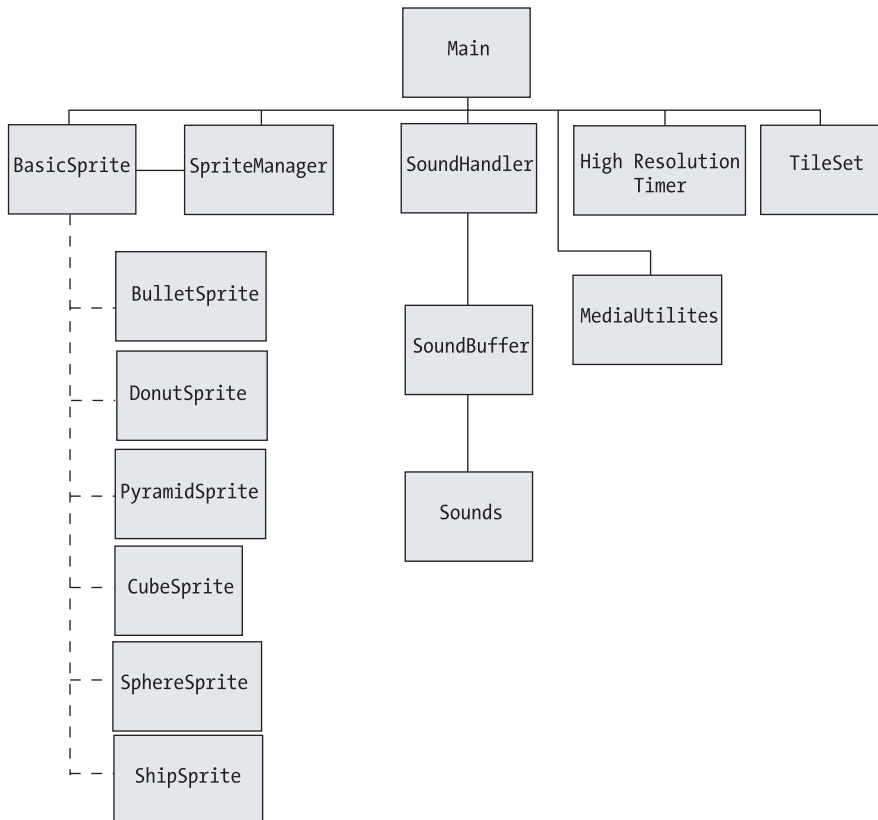 Main
BasicSprite
SpriteManager
SoundHandler
High Resolution
Timer
TileSet
BulletSprite
MediaUtilites
SoundBuffer
DonutSprite
PyramidSprite
Sounds
CubeSprite
SphereSprite
ShipSprite